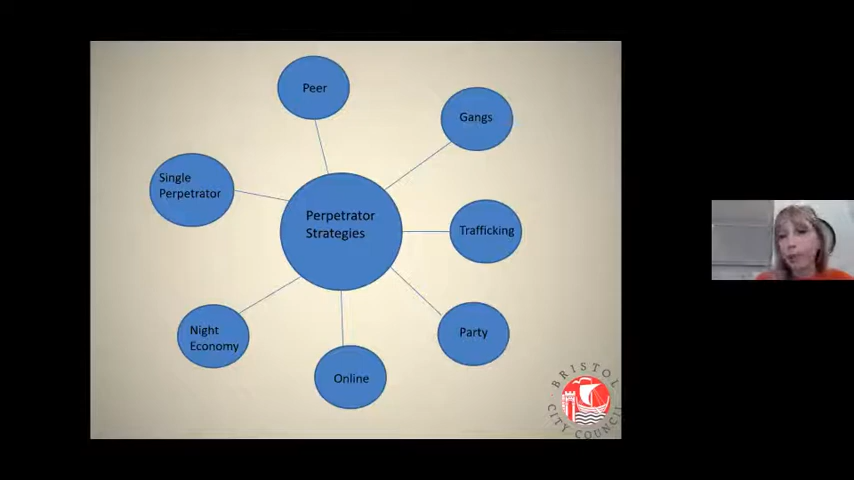 Peer
Gangs
Single
Perpetrator
Perpetrator
Strategies
Trafficking
Night
Economy
Party
Online
BRISTOL
CITY COUNCIL